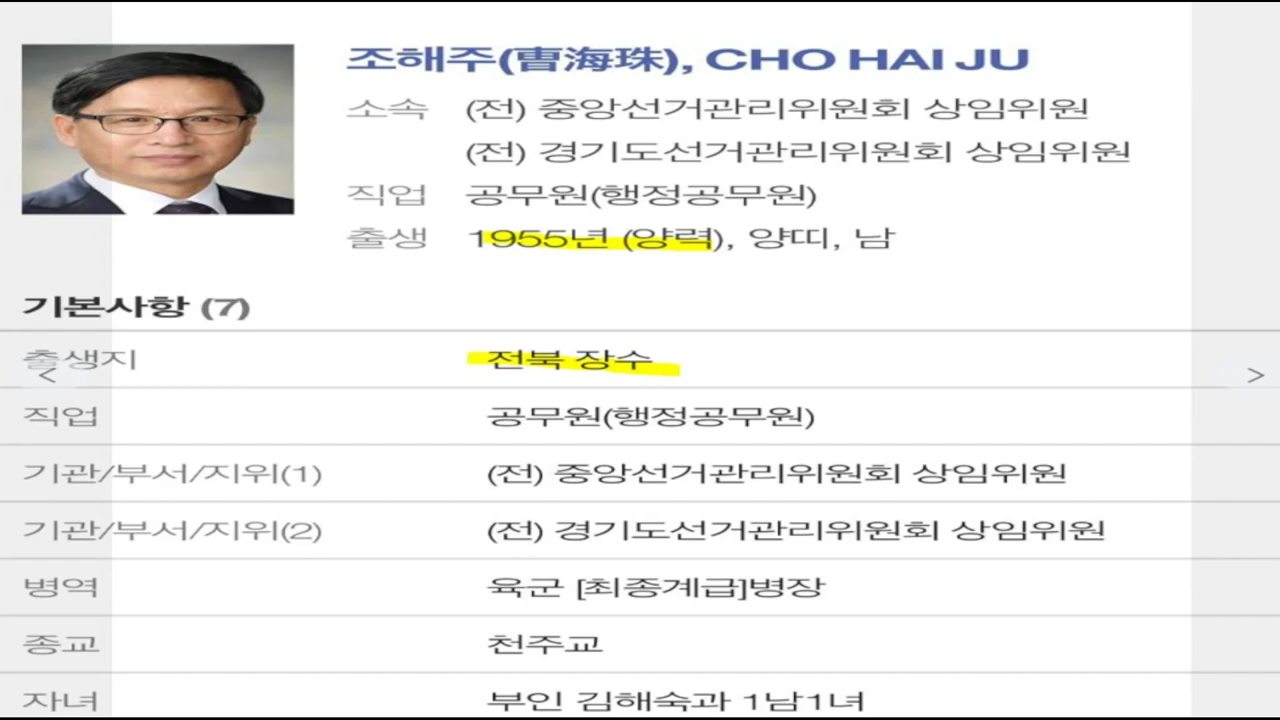 조해주(曺海珠), CHO HAI JU
소속 (전) 중앙선거관리위원회 상임위원
(전) 경기도선거관리위원회 상임위원
직업 공무원(행정공무원)
출생 1955년 (양력), 양띠, 남
기본사항 (7)
출생지 전북 장수
직업 공무원(행정공무원)
기관/부서/지위(1) (전) 중앙선거관리위원회 상임위원
기관/부서/지위(2) (전) 경기도선거관리위원회 상임위원
병역 육군 [최종계급]병장
종교 천주교
자녀 부인 김해숙과 1남1녀